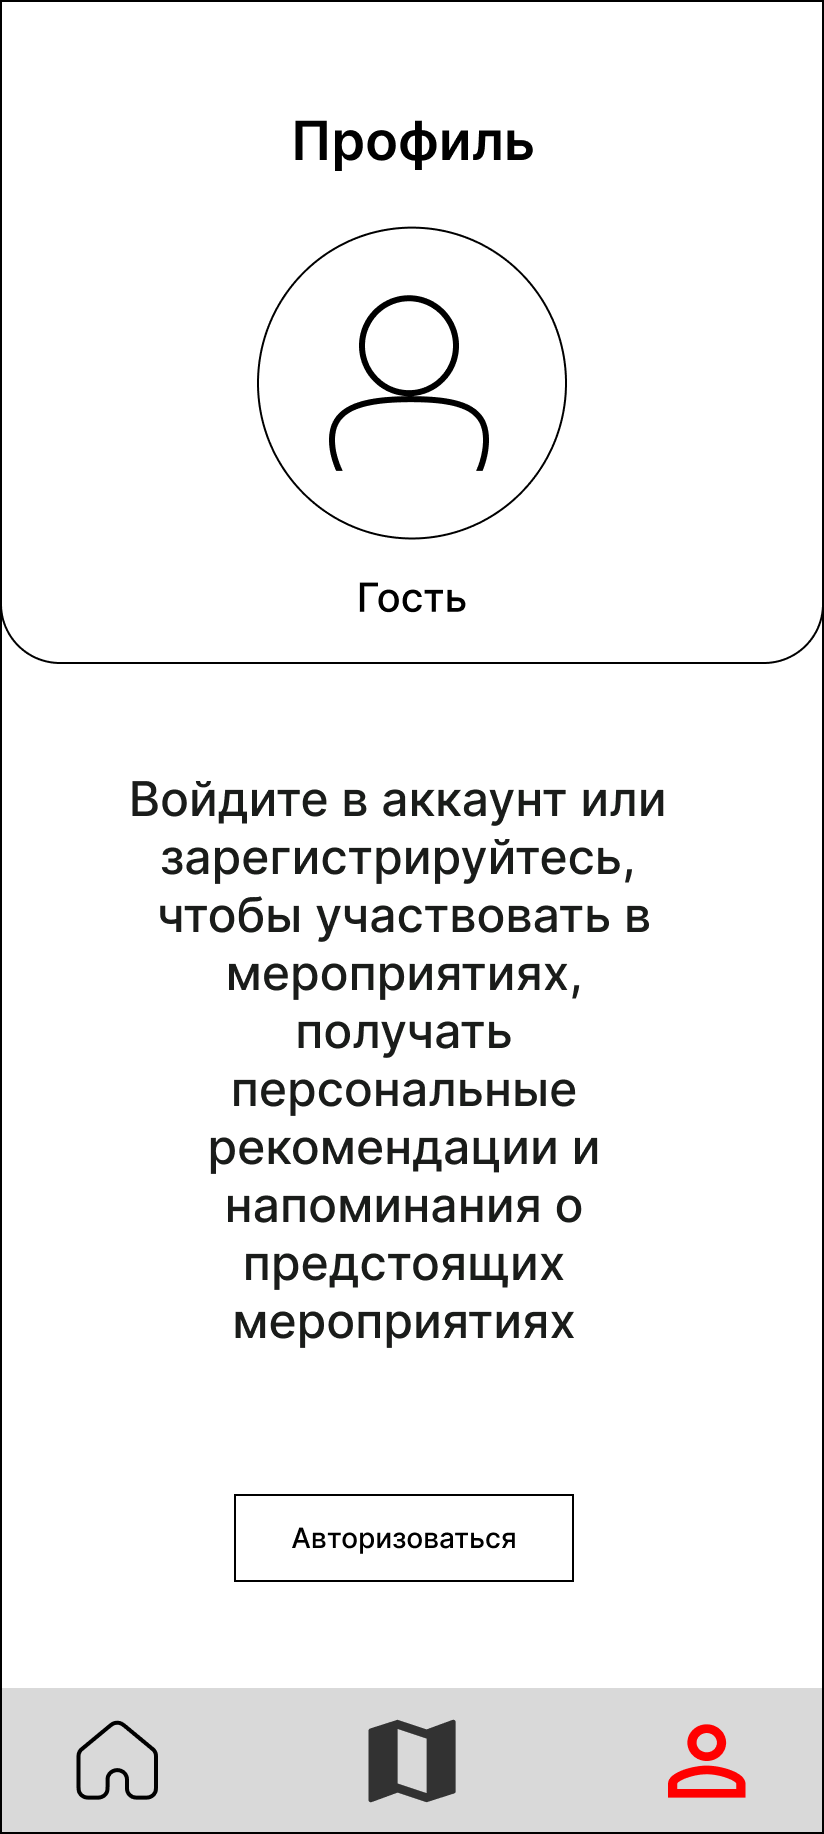 Профиль
Гость
Войдите в аккаунт или
зарегистрируйтесь,
чтобы участвовать в
мероприятиях,
получать
персональные
рекомендации и
напоминания о
предстоящих
мероприятиях
Авторизоваться